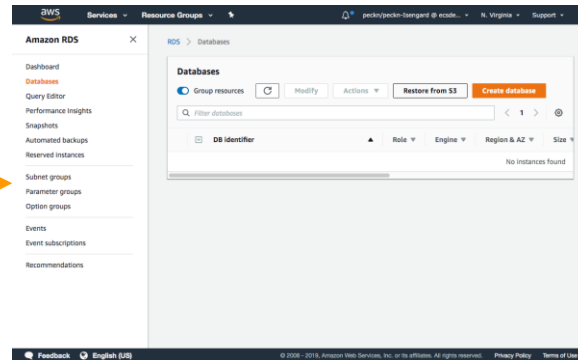 aws Services Resource Groups peckn/peckn-Isengard @ ecsde... N. Virginia Support
Amazon RDS
RDS > Databases
Dashboard
Databases
Query Editor
Performance Insights
Snapshots
Automated backups
Reserved instances
Subnet groups
Parameter groups
Option groups
Events
Event subscriptions
Recommendations
Databases
Group resources Modify Actions Restore from S3 Create database
Filter databases < 1 >
DB identifier Role Engine Region & AZ Size
No instances found
Feedback English (US) © 2008 - 2019, Amazon Web Services, Inc. or its affiliates. All rights reserved. Privacy Policy Terms of Use